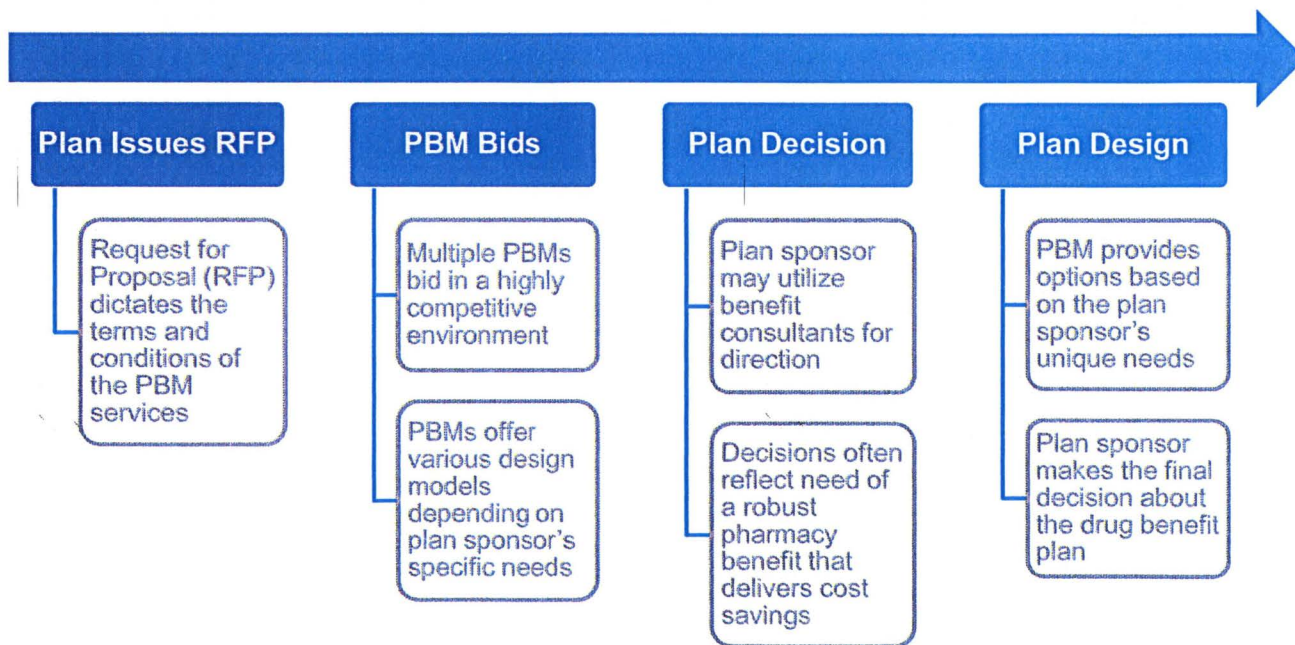 Plan Issues RFP
Request for
Proposal (RFP)
dictates the
terms and
conditions of
the PBM
services
PBM Bids
Multiple PBMs
bid in a highly
competitive
environment
PBMs offer
various design
models
depending on
plan sponsor's
specific needs
Plan Decision
Plan sponsor
may utilize
benefit
consultants for
direction
Decisions often
reflect need of
a robust
pharmacy
benefit that
delivers cost
savings
Plan Design
PBM provides
options based
on the plan
sponsor's
unique needs
Plan sponsor
makes the final
decision about
the drug benefit
plan